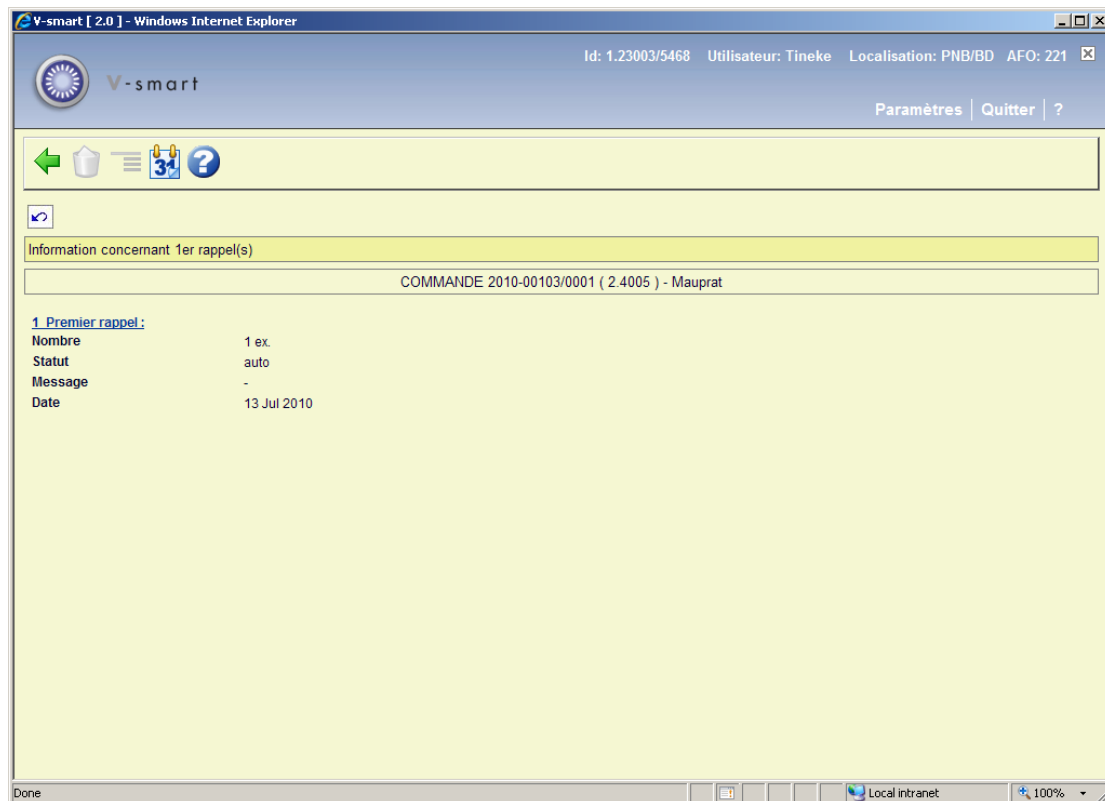 V-smart [ 2.0 ] - Windows Internet Explorer
Id: 1.23003/5468 Utilisateur: Tineke Localisation: PNB/BD AFO: 221
V-smart
Paramètres Quitter ?
31
?
Information concernant 1er rappel(s)
COMMANDE 2010-00103/0001 ( 2.4005 ) - Mauprat
1 Premier rappel :
Nombre 1 ex.
Statut auto
Message -
Date 13 Jul 2010
Done Local intranet 100%